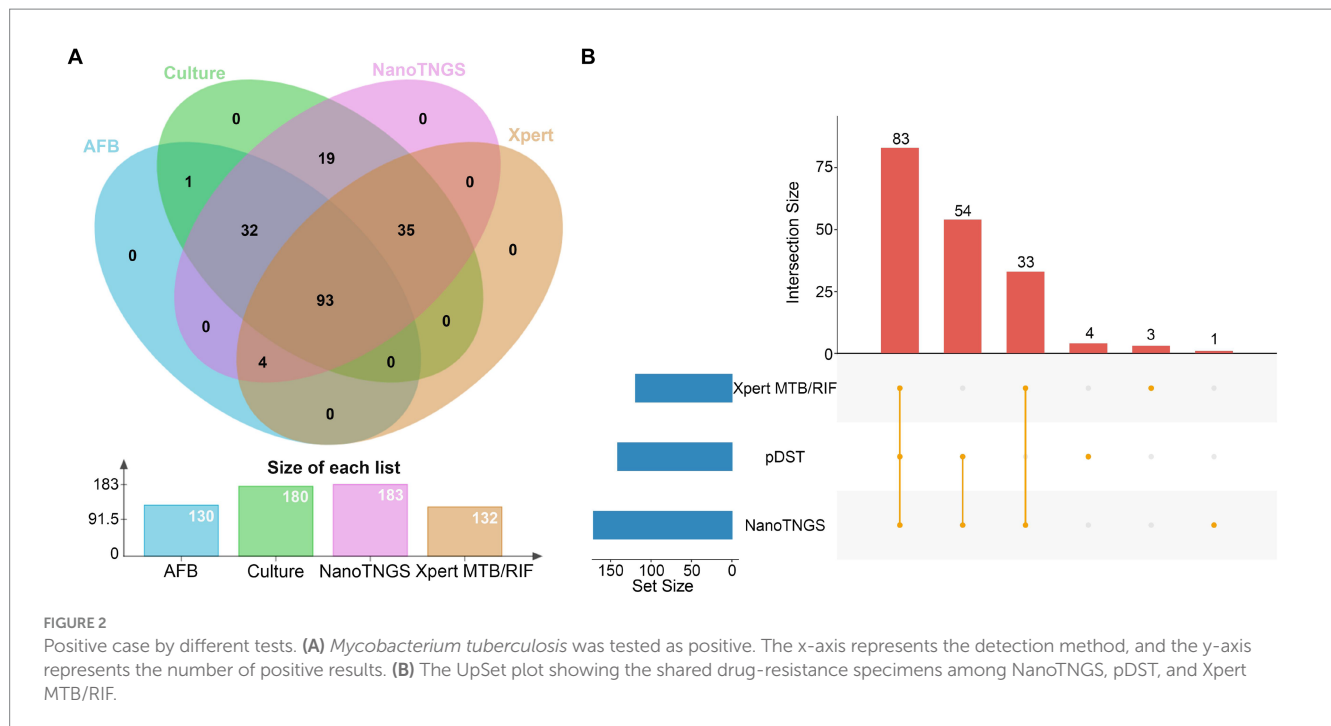 A
Culture
NanoTNGS
AFB
Xpert
0
0
19
1
0
32
35
0
0
93
0
0
4
0
0
Size of each list
183
91.5
0
130
180
183
132
AFB
Culture
NanoTNGS
Xpert MTB/RIF
B
Intersection Size
75
50
25
0
83
54
33
4
3
1
Xpert MTB/RIF
pDST
NanoTNGS
150
100
50
0
Set Size
FIGURE 2
Positive case by different tests. (A) Mycobacterium tuberculosis was tested as positive. The x-axis represents the detection method, and the y-axis
represents the number of positive results. (B) The UpSet plot showing the shared drug-resistance specimens among NanoTNGS, pDST, and Xpert
MTB/RIF.